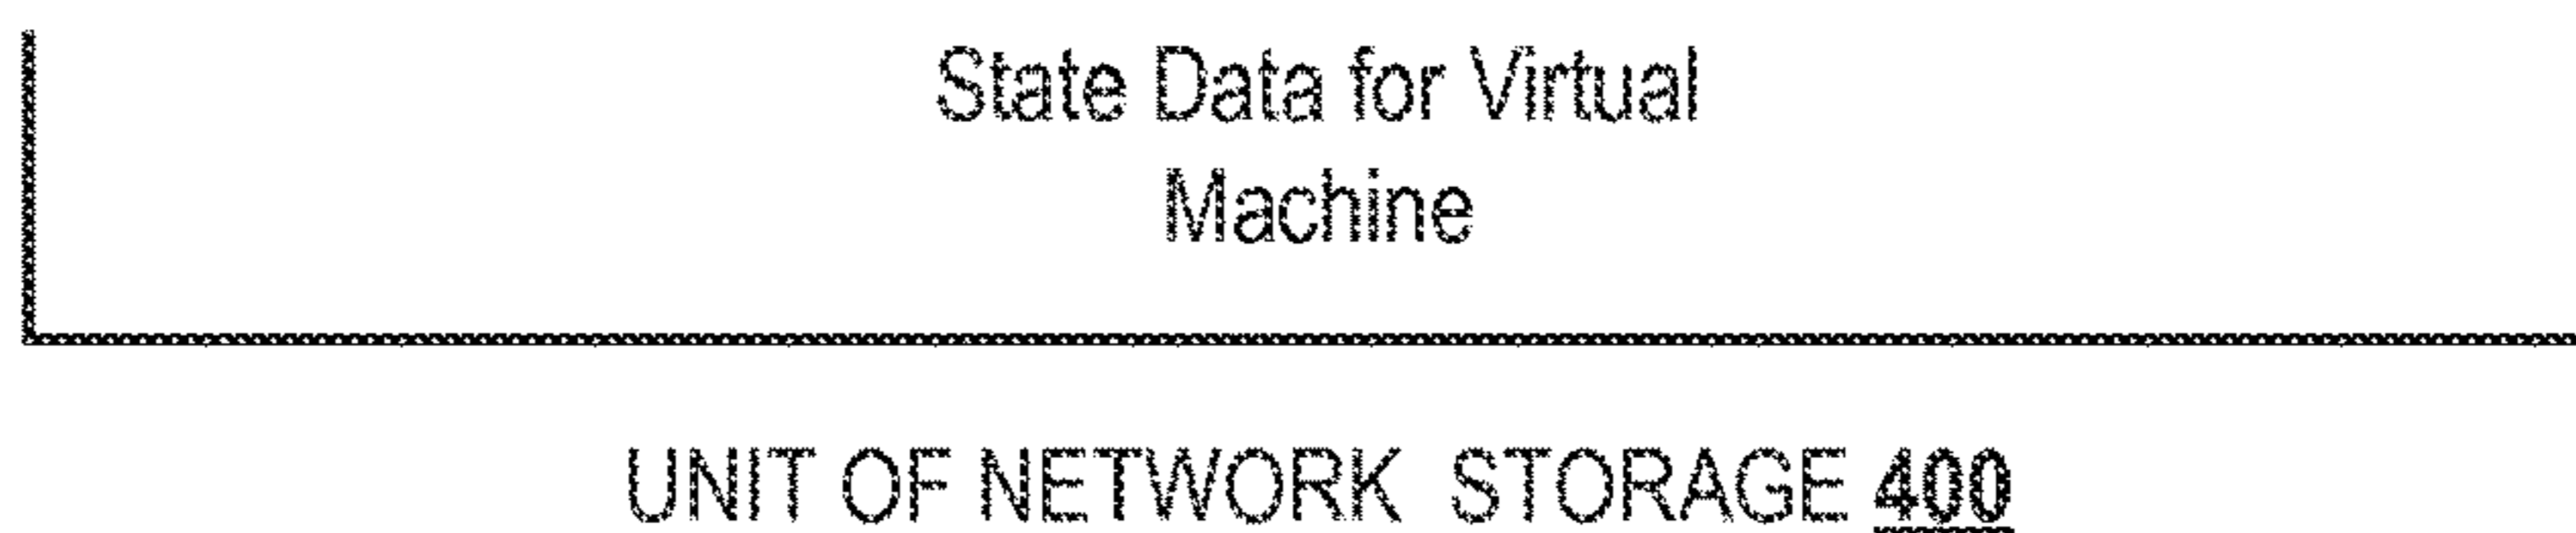 State Data for Virtual
Machine
UNIT OF NETWORK STORAGE 400